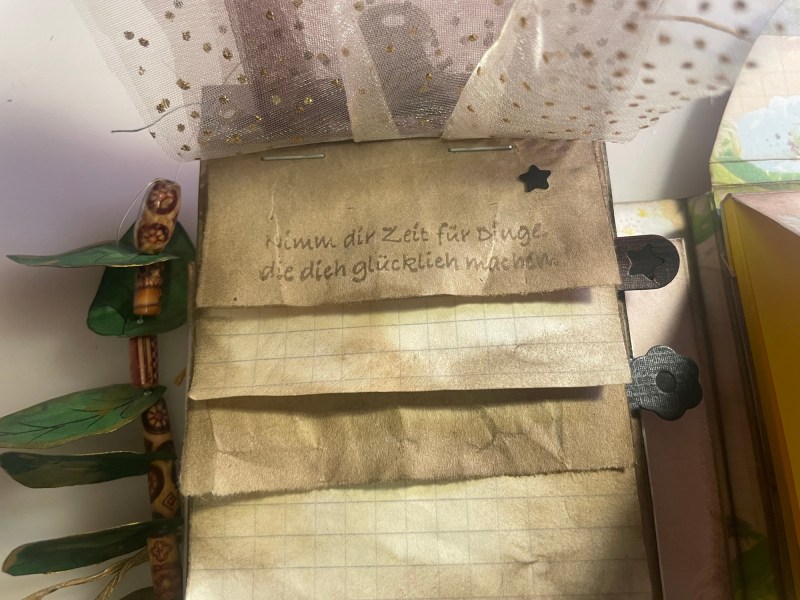 Nimm dir Zeit für Dinge,
die dich glücklich machen.